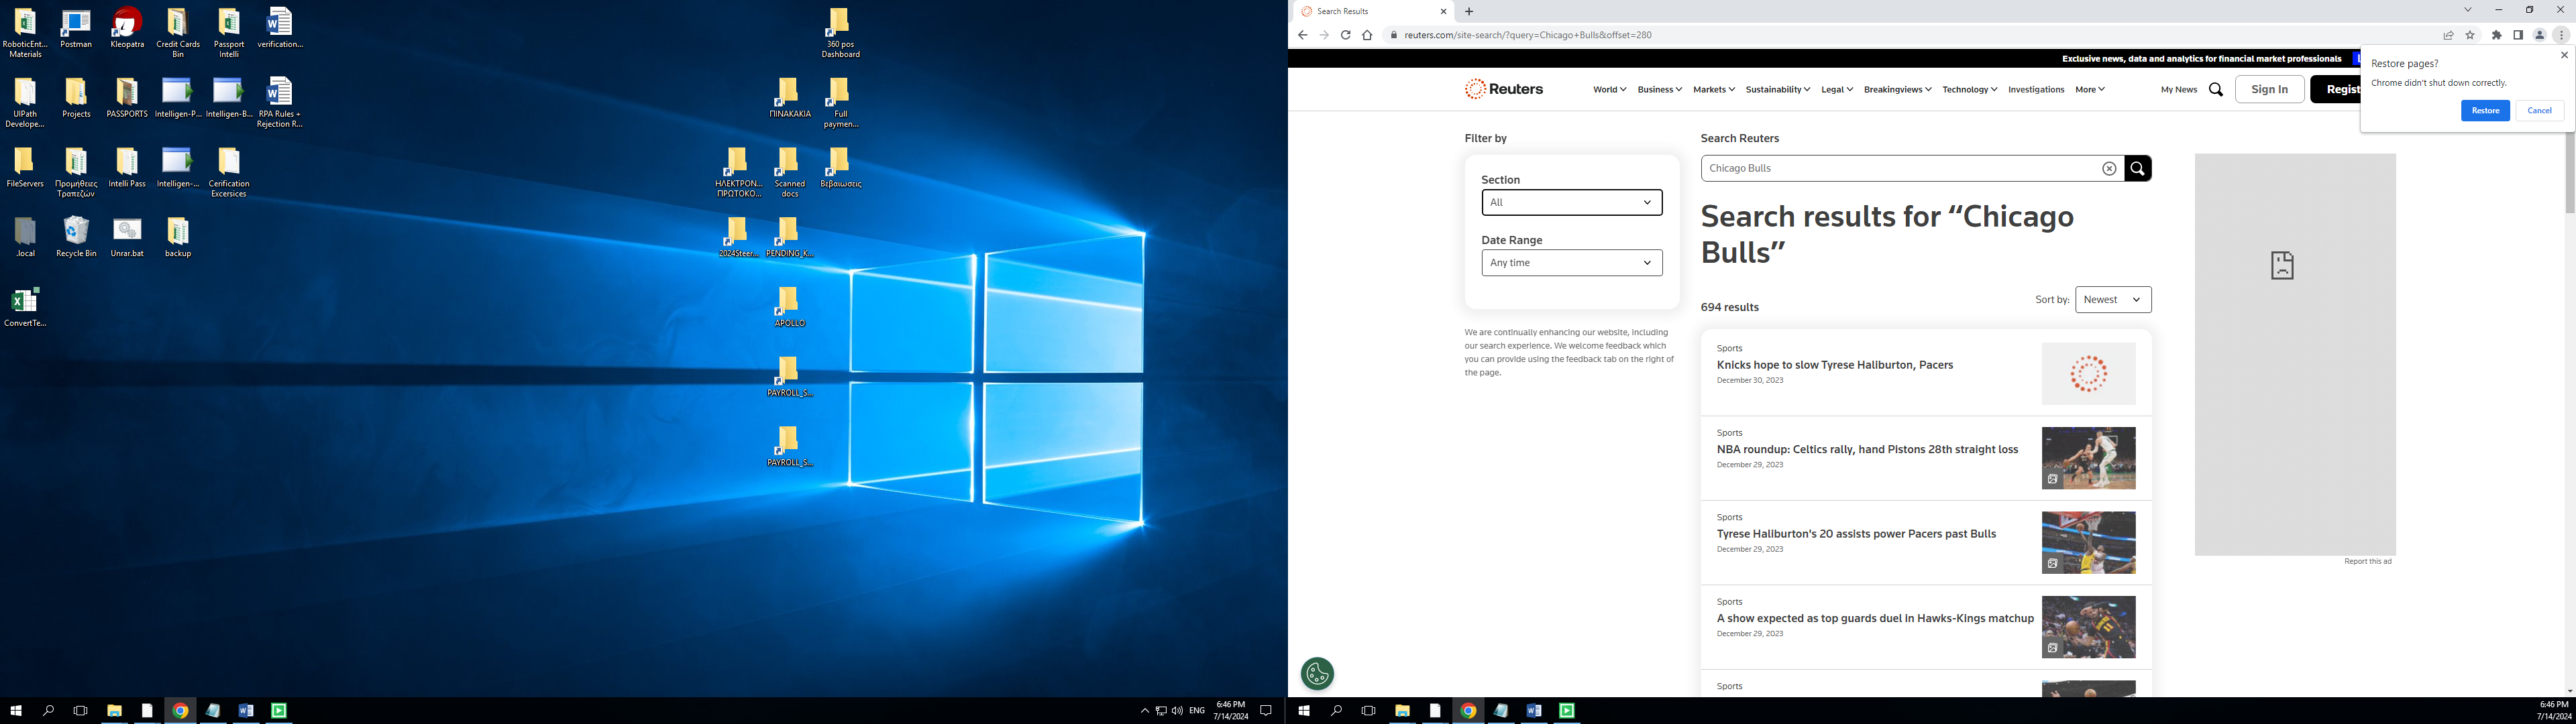 RoboticEnt... Materials
Postman
Kleopatra
Credit Cards Bin
Passport Intelli
verification...
UIPath Develope...
Projects
PASSPORTS
Intelligen-P...
Intelligen-B...
RPA Rules + Rejection R...
FileServers
Προμηθειες Τραπεζών
Intelli Pass
Intelligen-...
Cerification Excersices
.local
Recycle Bin
Unrar.bat
backup
ConvertTe...
360 pos Dashboard
ΠΙΝΑΚΑΚΙΑ
Full paymen...
ΗΛΕΚΤΡΟΝ... ΠΡΩΤΟΚΟ...
Scanned docs
Βεβαιωσεις
2024Steer...
PENDING_K...
APOLLO
PAYROLL_S...
PAYROLL_S...
ENG
6:46 PM
7/14/2024
Search Results
reuters.com/site-search/?query=Chicago+Bulls&offset=280
Exclusive news, data and analytics for financial market professionals
Restore pages?
Chrome didn't shut down correctly.
Restore
Cancel
Reuters
World
Business
Markets
Sustainability
Legal
Breakingviews
Technology
Investigations
More
My News
Sign In
Regist
Filter by
Section
All
Date Range
Any time
We are continually enhancing our website, including
our search experience. We welcome feedback which
you can provide using the feedback tab on the right of
the page.
Search Reuters
Chicago Bulls
Search results for “Chicago
Bulls”
694 results
Sort by:
Newest
Sports
Knicks hope to slow Tyrese Haliburton, Pacers
December 30, 2023
Sports
NBA roundup: Celtics rally, hand Pistons 28th straight loss
December 29, 2023
Sports
Tyrese Haliburton's 20 assists power Pacers past Bulls
December 29, 2023
Sports
A show expected as top guards duel in Hawks-Kings matchup
December 29, 2023
Sports
Report this ad
6:46 PM
7/14/2024